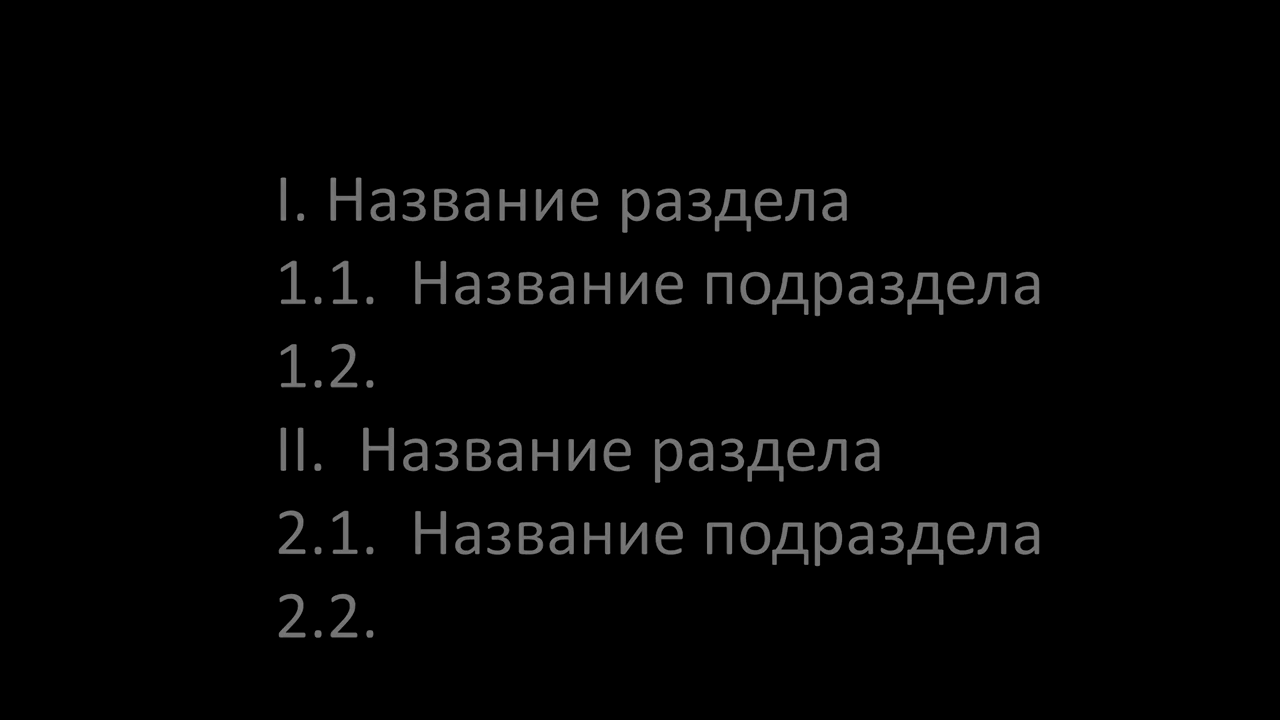 I. Название раздела
1.1. Название подраздела
1.2.
II. Название раздела
2.1. Название подраздела
2.2.